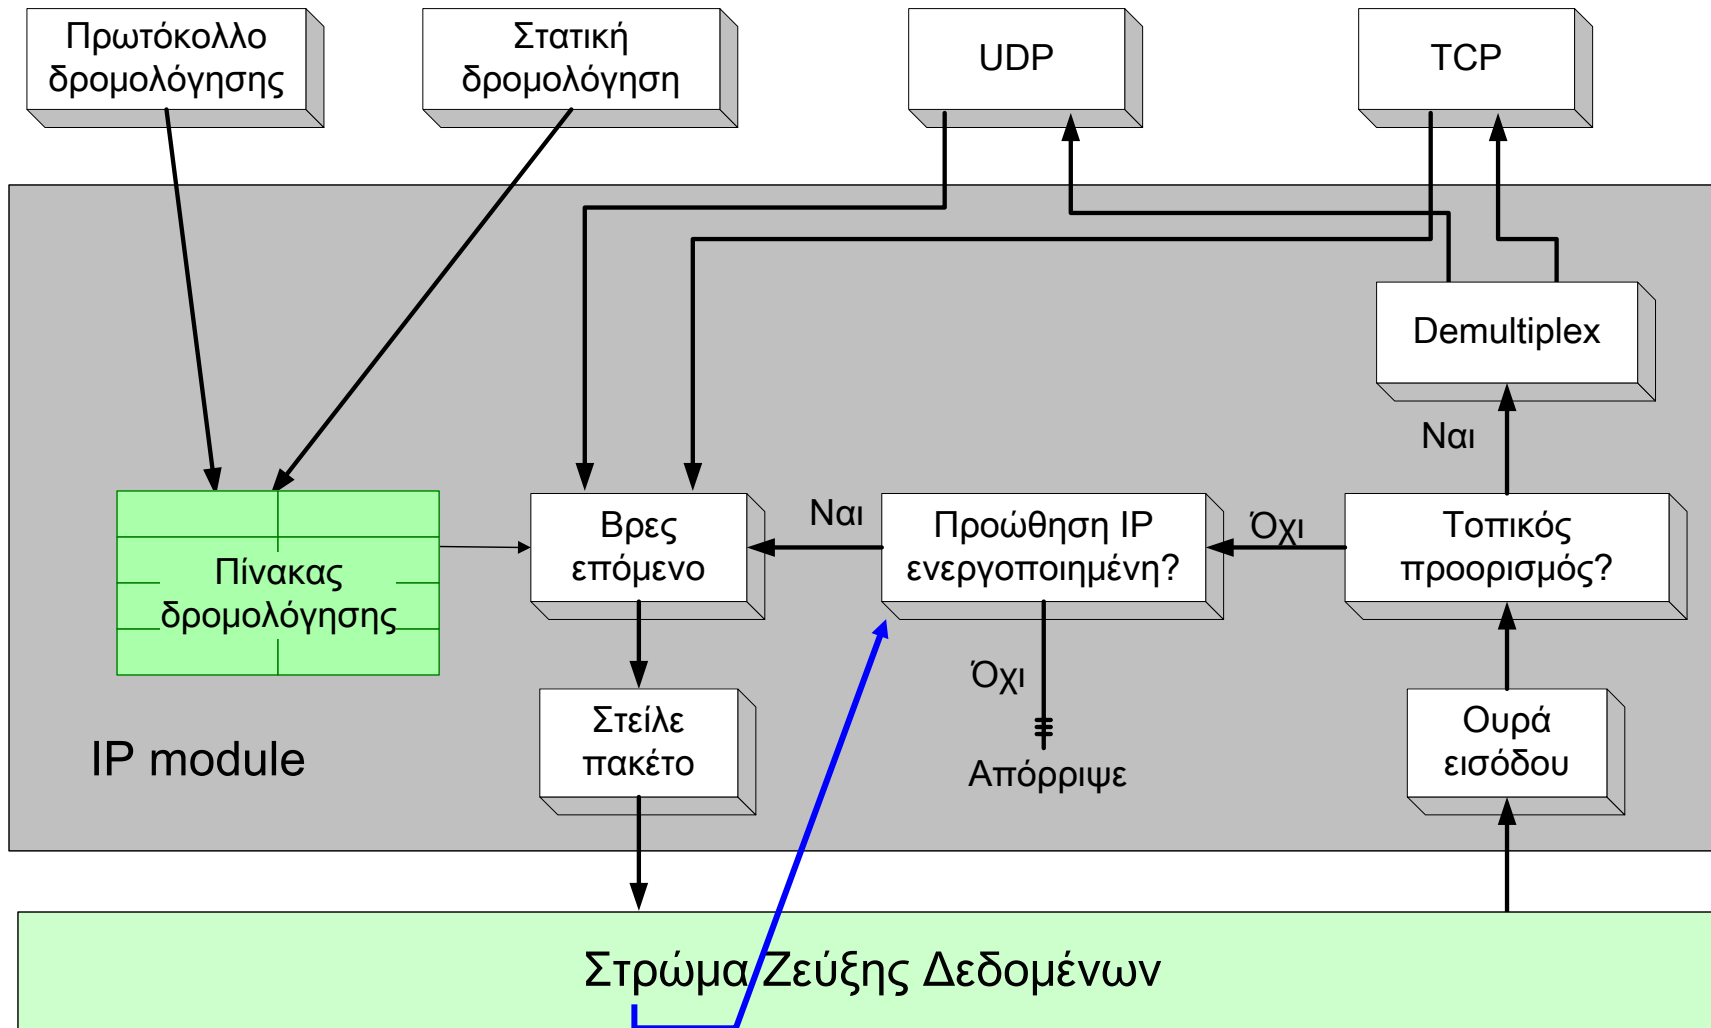 Πρωτόκολλο
δρομολόγησης
Στατική
δρομολόγηση
UDP
TCP
Demultiplex
Ναι
Πίνακας
δρομολόγησης
Βρες
επόμενο
Ναι
Προώθηση IP
ενεργοποιημένη?
Όχι
Τοπικός
προορισμός?
Όχι
Απόρριψε
Στείλε
πακέτο
Ουρά
εισόδου
IP module
Στρώμα Ζεύξης Δεδομένων